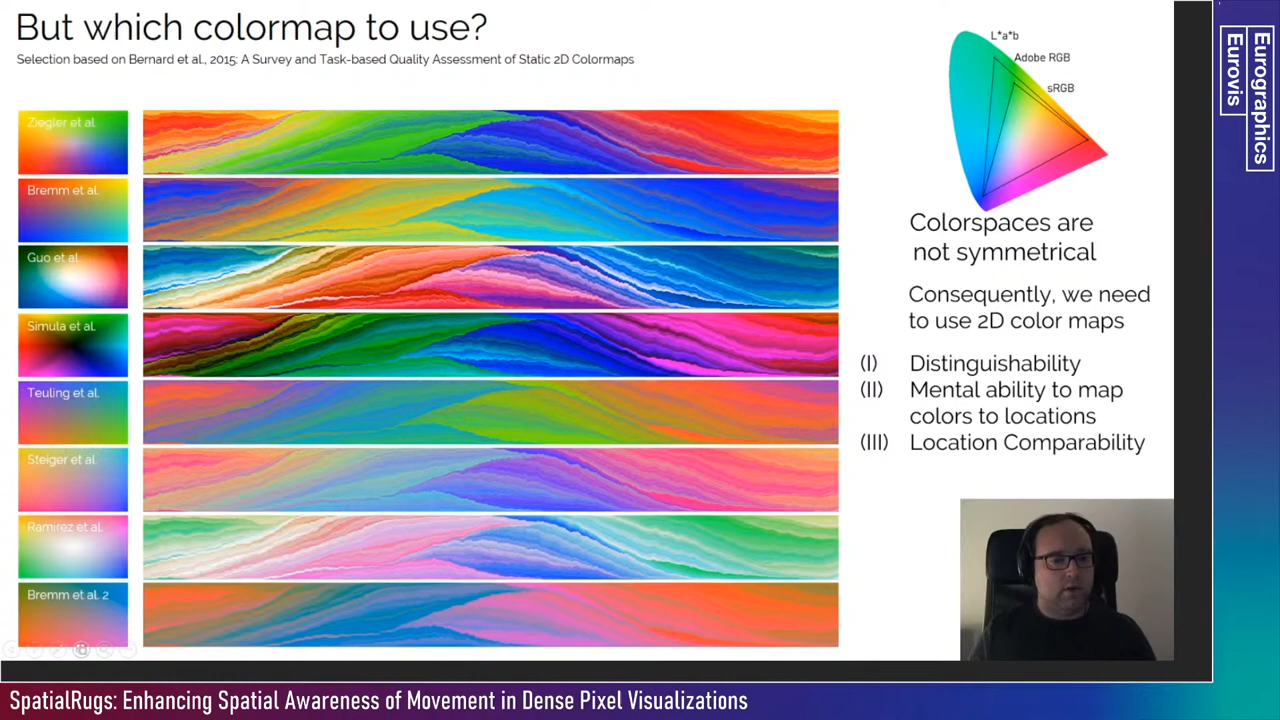 But which colormap to use?
Selection based on Bernard et al., 2015; A Survey and Task-based Quality Assessment of Static 2D Colormaps
Ziegler et al.
Bremm et al.
Guo et al.
Simula et al.
Teuling et al.
Steiger et al.
Ramirez et al.
Bremm et al. 2
L*a*b
Adobe RGB
sRGB
Colorspaces are
not symmetrical
Consequently, we need
to use 2D color maps
(I) Distinguishability
(II) Mental ability to map
colors to locations
(III) Location Comparability
Eurographics
Eurovis
SpatialRugs: Enhancing Spatial Awareness of Movement in Dense Pixel Visualizations